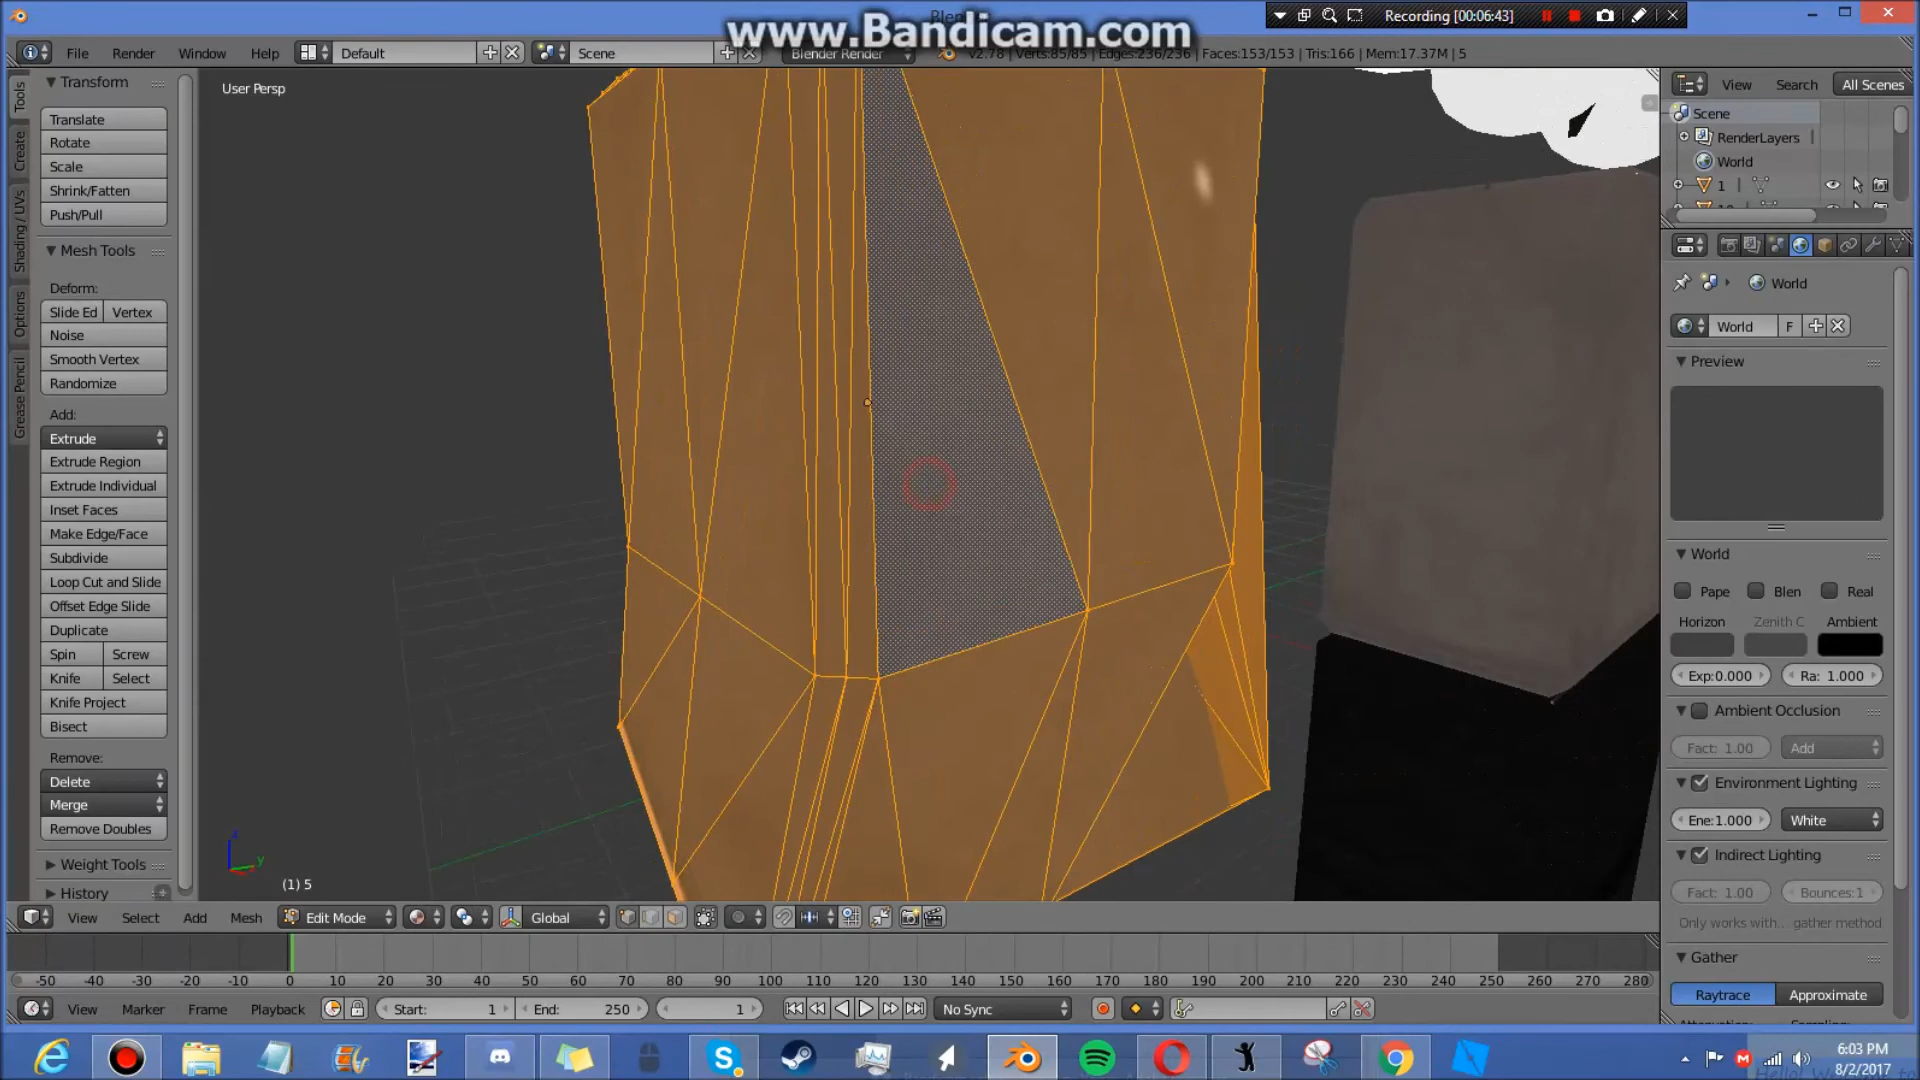 www.Bandicam.com
Recording [00:06:43]
File Render Window Help Default Scene Blender Render v2.78 | Verts:85/85 | Edges:236/236 | Faces:153/153 | Tris:166 | Mem:17.37M | 5
User Persp
Tools
Create
Shading / UVs
Options
Grease Pencil
Transform
Translate
Rotate
Scale
Shrink/Fatten
Push/Pull
Mesh Tools
Deform:
Slide Ed Vertex
Noise
Smooth Vertex
Randomize
Add:
Extrude
Extrude Region
Extrude Individual
Inset Faces
Make Edge/Face
Subdivide
Loop Cut and Slide
Offset Edge Slide
Duplicate
Spin Screw
Knife Select
Knife Project
Bisect
Remove:
Delete
Merge
Remove Doubles
Weight Tools
History
z
y
(1) 5
View Search All Scenes
Scene
RenderLayers
World
1
World
World F
Preview
World
Pape Blen Real
Horizon Zenith C Ambient
Exp:0.000 Ra: 1.000
Ambient Occlusion
Fact: 1.00 Add
Environment Lighting
Ene:1.000 White
Indirect Lighting
Fact: 1.00 Bounces:1
Only works with... gather method
Gather
Raytrace Approximate
View Select Add Mesh Edit Mode Global
-50 -40 -30 -20 -10 0 10 20 30 40 50 60 70 80 90 100 110 120 130 140 150 160 170 180 190 200 210 220 230 240 250 260 270 280
View Marker Frame Playback Start: 1 End: 250 1 No Sync
6:03 PM
8/2/2017